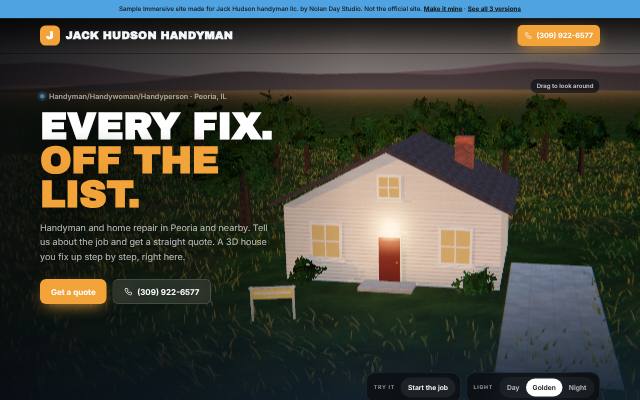 Sample Immersive site made for Jack Hudson handyman llc. by Nolan Day Studio. Not the official site. Make it mine · See all 3 versions
J JACK HUDSON HANDYMAN
(309) 922-6577
Drag to look around
Handyman/Handywoman/Handyperson · Peoria, IL
EVERY FIX.
OFF THE
LIST.
Handyman and home repair in Peoria and nearby. Tell
us about the job and get a straight quote. A 3D house
you fix up step by step, right here.
Get a quote
(309) 922-6577
TRY IT Start the job
LIGHT Day Golden Night